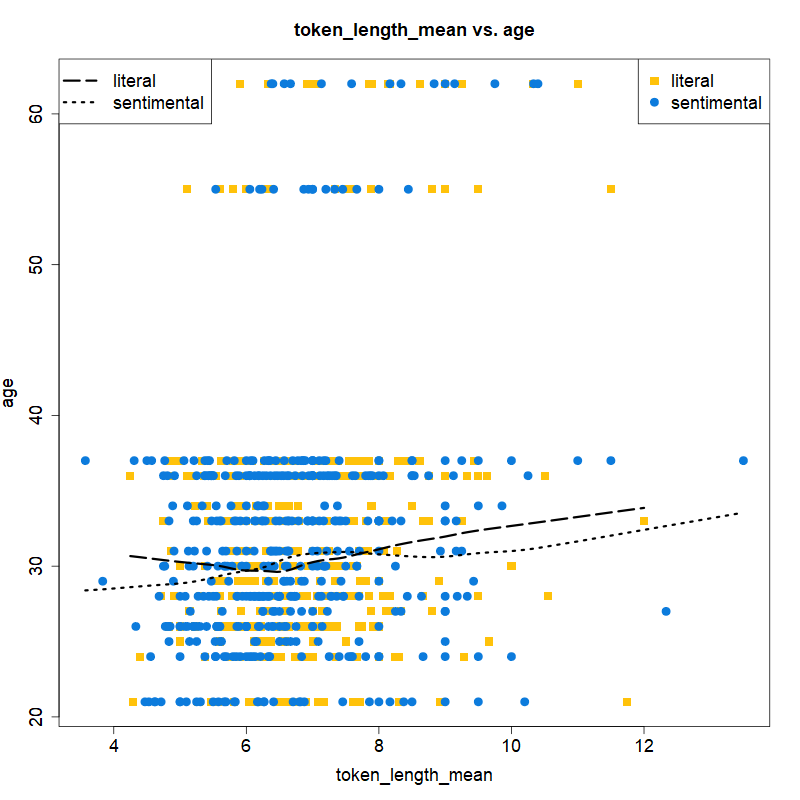 token_length_mean vs. age
literal
sentimental
literal
sentimental
60
50
40
30
20
age
4 6 8 10 12
token_length_mean